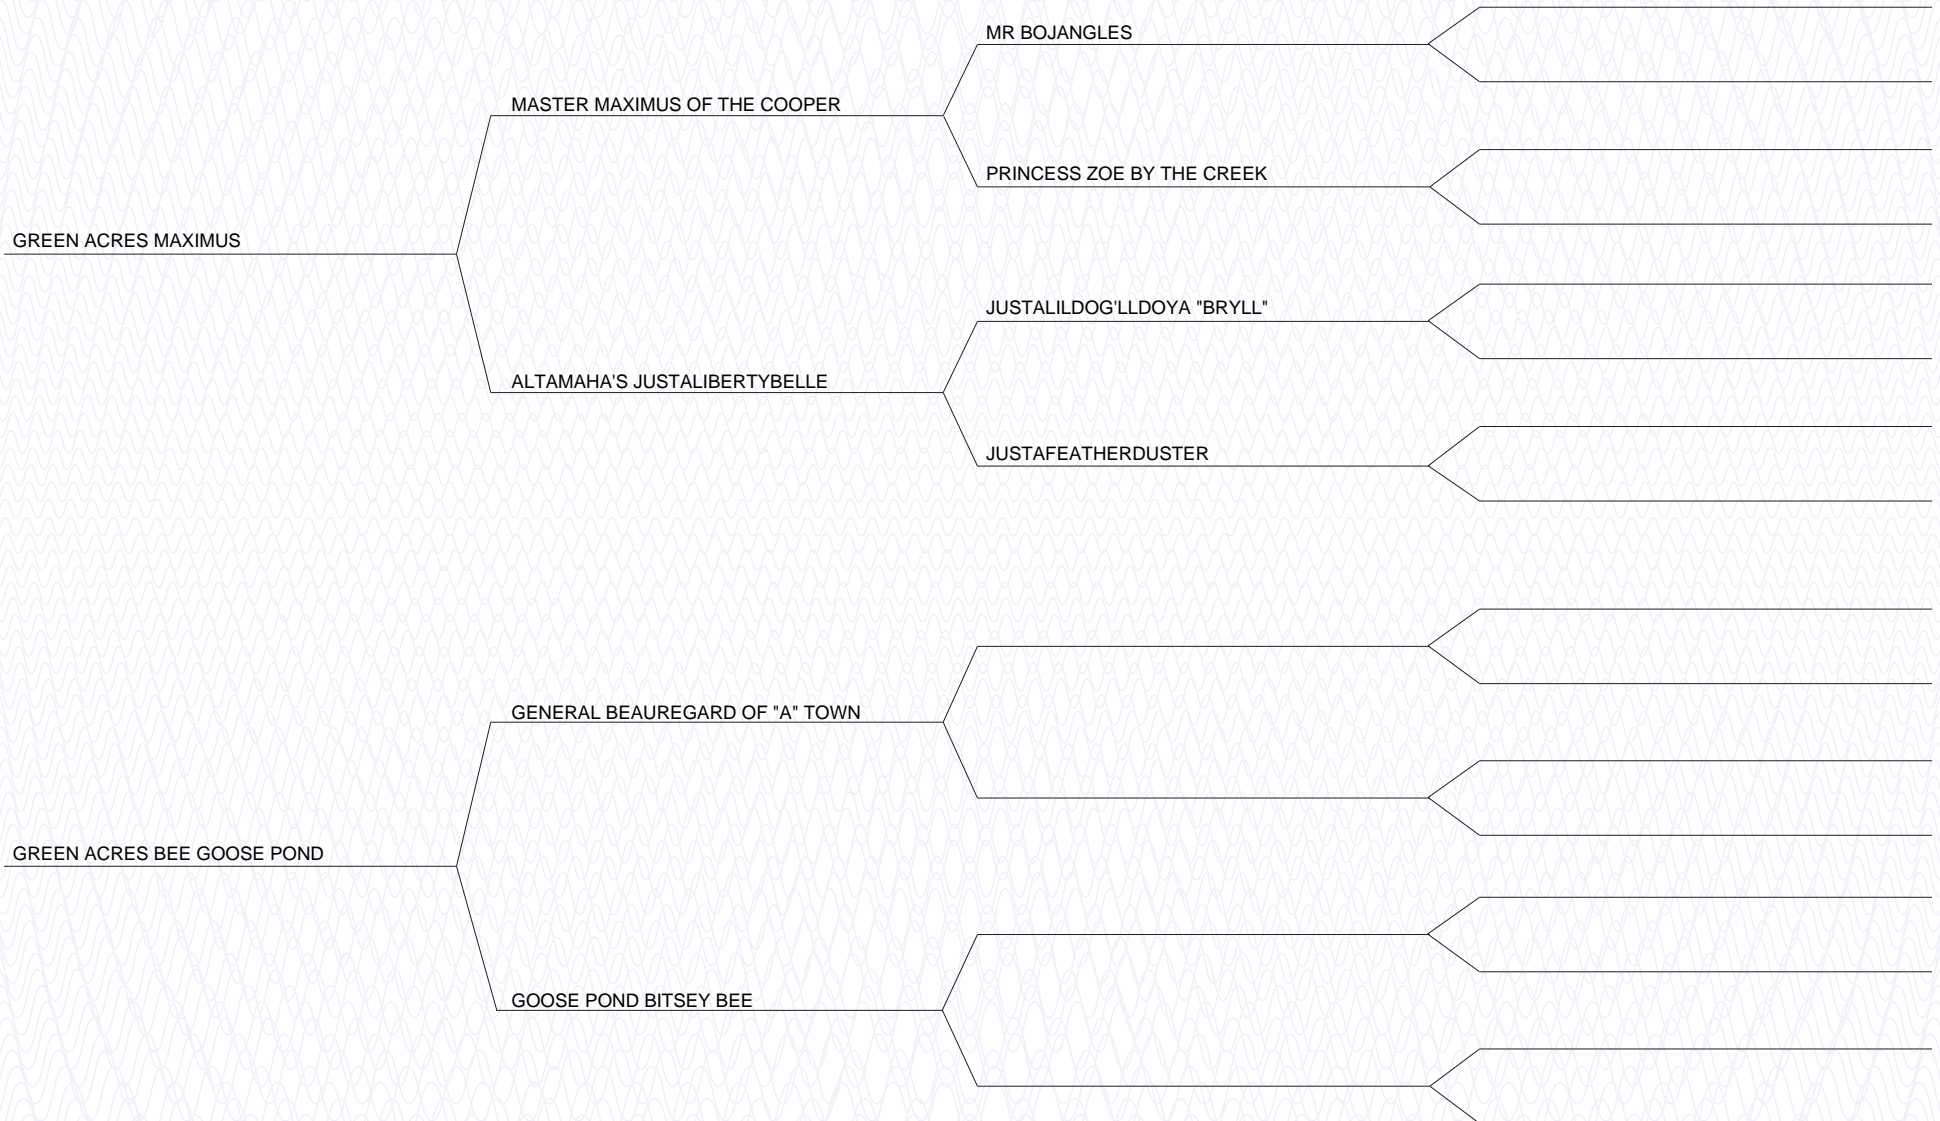 MR BOJANGLES
MASTER MAXIMUS OF THE COOPER
PRINCESS ZOE BY THE CREEK
GREEN ACRES MAXIMUS
JUSTALILDOG'LLDOYA "BRYLL"
ALTAMAHA'S JUSTALIBERTYBELLE
JUSTAFEATHERDUSTER
GENERAL BEAUREGARD OF "A" TOWN
GREEN ACRES BEE GOOSE POND
GOOSE POND BITSEY BEE